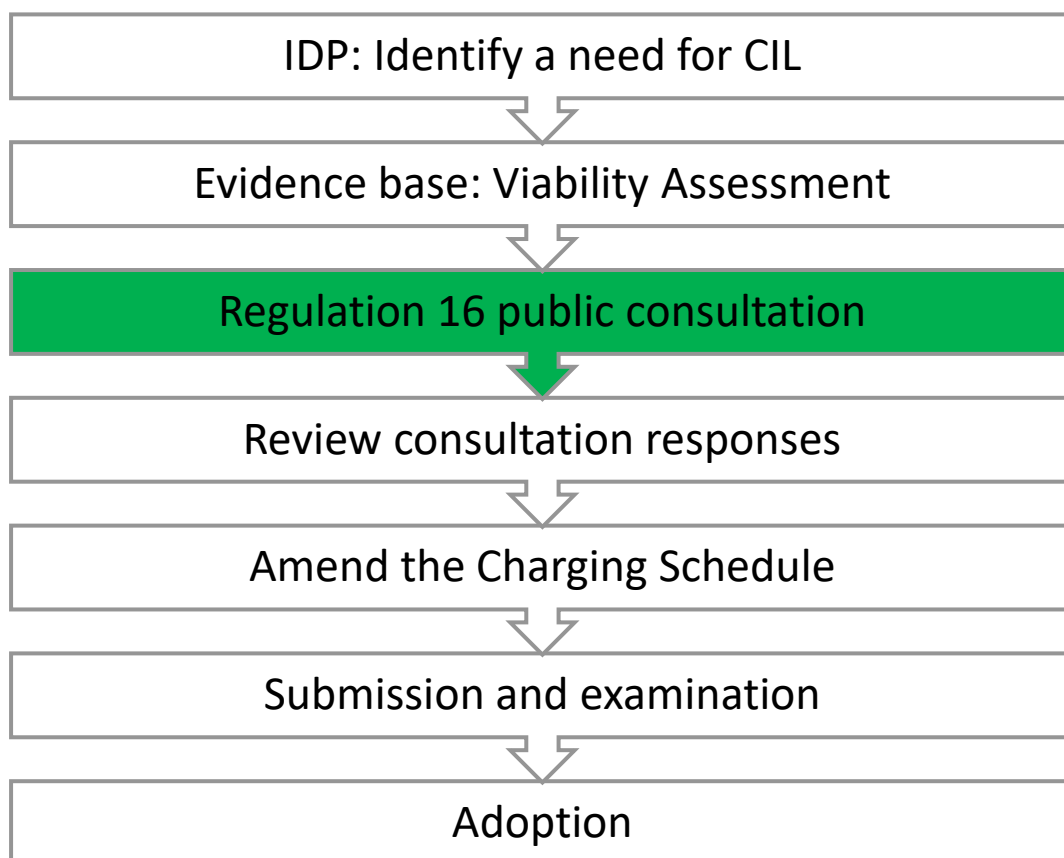 IDP: Identify a need for CIL
Evidence base: Viability Assessment
Regulation 16 public consultation
Review consultation responses
Amend the Charging Schedule
Submission and examination
Adoption